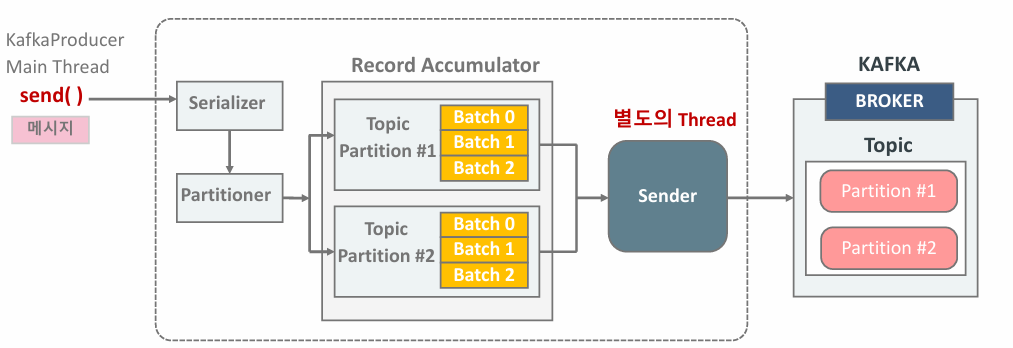 KafkaProducer
Main Thread
send( )
메시지
Serializer
Partitioner
Record Accumulator
Topic
Partition #1
Batch 0
Batch 1
Batch 2
Topic
Partition #2
Batch 0
Batch 1
Batch 2
별도의 Thread
Sender
KAFKA
BROKER
Topic
Partition #1
Partition #2